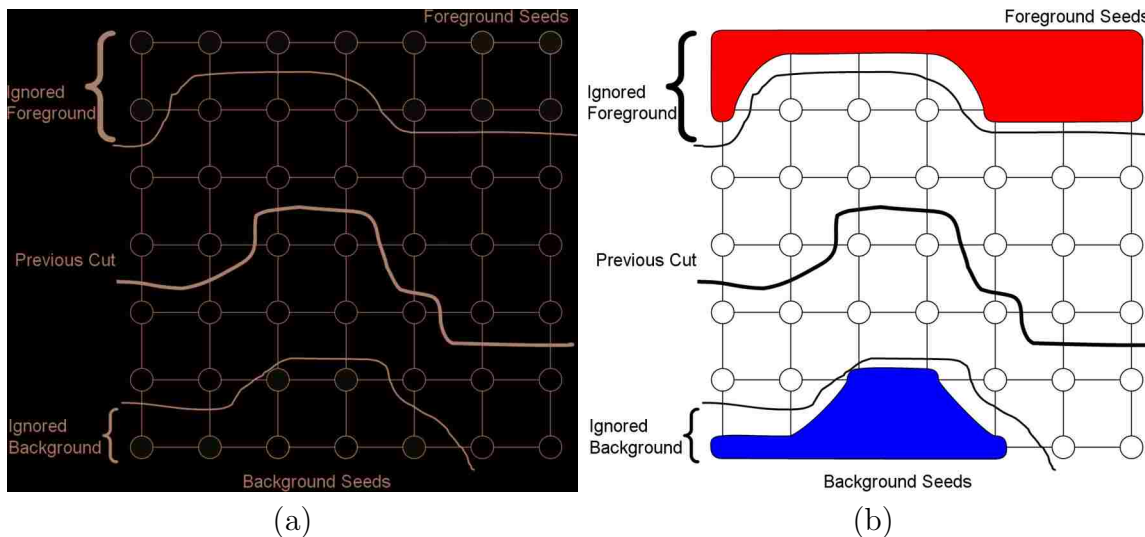 Foreground Seeds
Ignored
Foreground
Previous Cut
Ignored
Background
Background Seeds
(a)
Foreground Seeds
Ignored
Foreground
Previous Cut
Ignored
Background
Background Seeds
(b)